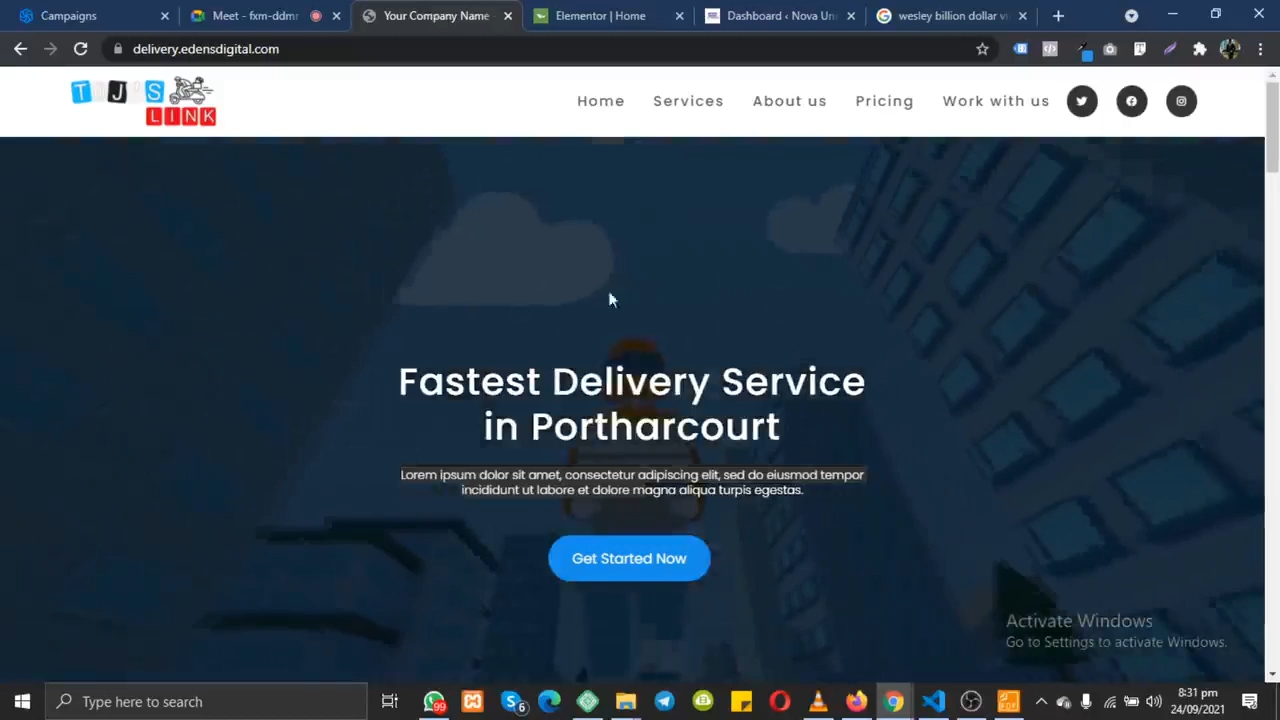 Campaigns
Meet - fxm-ddmr
Your Company Name
Elementor | Home
Dashboard ‹ Nova Un
wesley billion dollar v
delivery.edensdigital.com
TJ'S
LINK
Home
Services
About us
Pricing
Work with us
Fastest Delivery Service
in Portharcourt
Lorem ipsum dolor sit amet, consectetur adipiscing elit, sed do eiusmod tempor
incididunt ut labore et dolore magna aliqua turpis egestas.
Get Started Now
Activate Windows
Go to Settings to activate Windows.
Type here to search
99
6
8:31 pm
24/09/2021